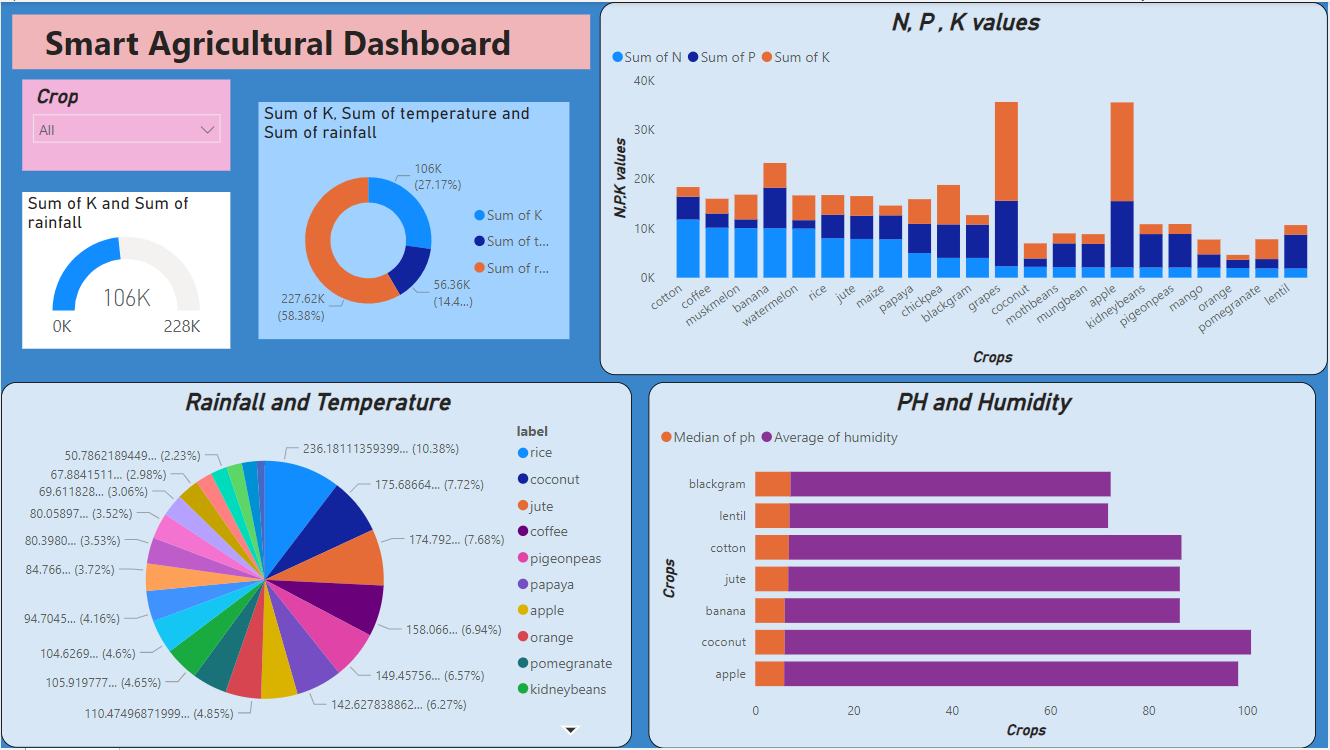 Smart Agricultural Dashboard
Crop
All
Sum of K and Sum of
rainfall
106K
0K
228K
Sum of K, Sum of temperature and
Sum of rainfall
106K
(27.17%)
56.36K
(14.4...)
227.62K
(58.38%)
Sum of K
Sum of t...
Sum of r...
N, P , K values
Sum of N
Sum of P
Sum of K
N,P,K values
40K
30K
20K
10K
0K
cotton
coffee
muskmelon
banana
watermelon
rice
jute
maize
papaya
chickpea
blackgram
grapes
coconut
mothbeans
mungbean
apple
kidneybeans
pigeonpeas
mango
orange
pomegranate
lentil
Crops
Rainfall and Temperature
236.18111359399... (10.38%)
175.68664... (7.72%)
174.792... (7.68%)
158.066... (6.94%)
149.45756... (6.57%)
142.627838862... (6.27%)
110.47496871999... (4.85%)
105.919777... (4.65%)
104.6269... (4.6%)
94.7045... (4.16%)
84.766... (3.72%)
80.3980... (3.53%)
80.05897... (3.52%)
69.611828... (3.06%)
67.8841511... (2.98%)
50.7862189449... (2.23%)
label
rice
coconut
jute
coffee
pigeonpeas
papaya
apple
orange
pomegranate
kidneybeans
PH and Humidity
Median of ph
Average of humidity
Crops
blackgram
lentil
cotton
jute
banana
coconut
apple
0
20
40
60
80
100
Crops